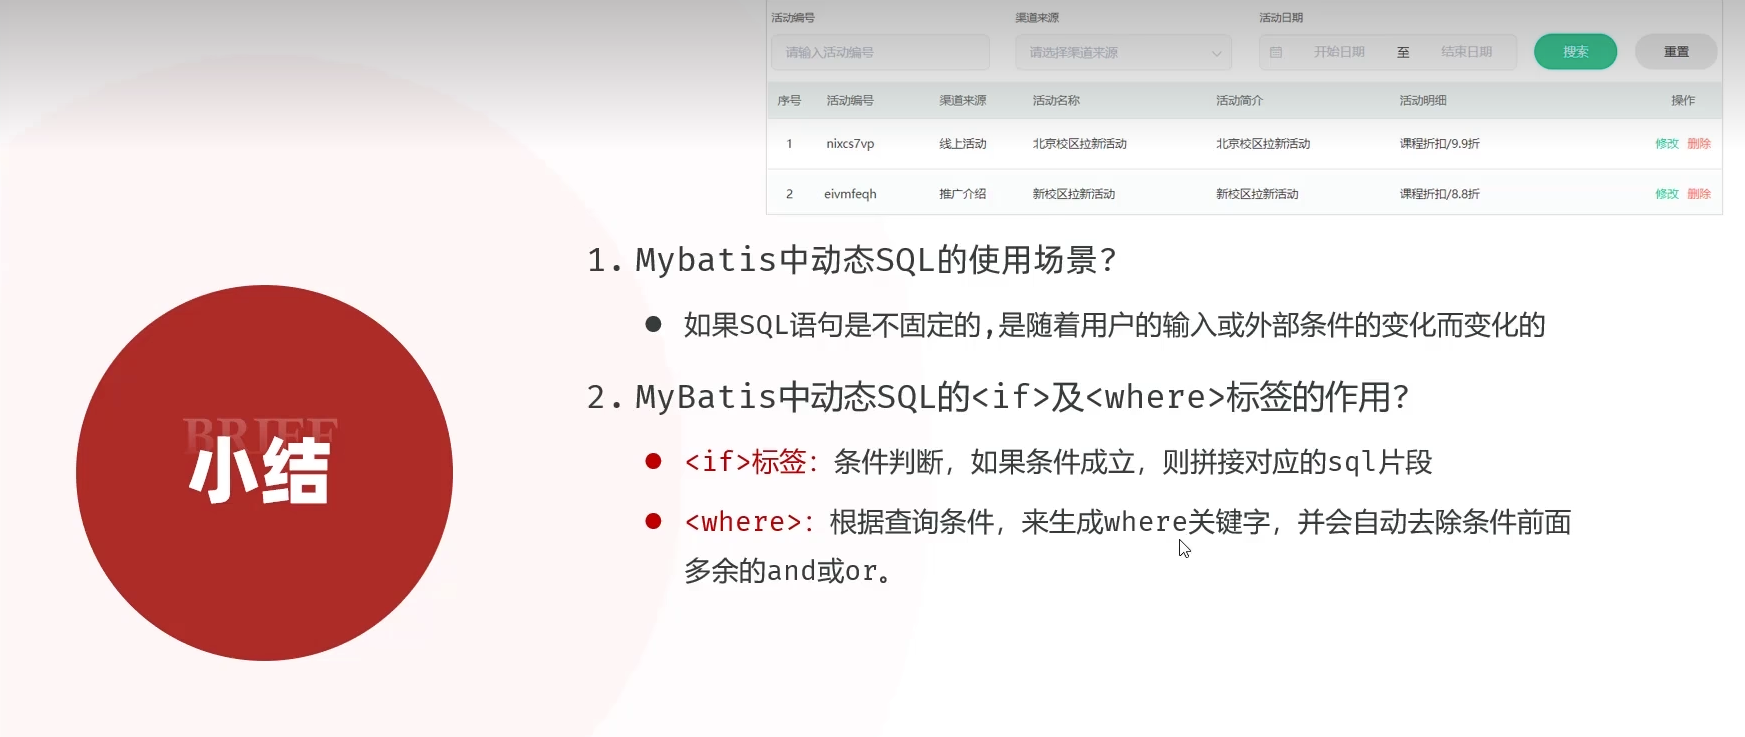 活动编号 渠道来源 活动日期
请输入活动编号 请选择渠道来源 开始日期 至 结束日期 搜索 重置
序号 活动编号 渠道来源 活动名称 活动简介 活动明细 操作
1 nixcs7vp 线上活动 北京校区拉新活动 北京校区拉新活动 课程折扣/9.9折 修改 删除
2 eivmfeqh 推广介绍 新校区拉新活动 新校区拉新活动 课程折扣/8.8折 修改 删除
BRIEF
小结
1. Mybatis中动态SQL的使用场景?
● 如果SQL语句是不固定的,是随着用户的输入或外部条件的变化而变化的
2. MyBatis中动态SQL的<if>及<where>标签的作用?
● <if>标签：条件判断，如果条件成立，则拼接对应的sql片段
● <where>：根据查询条件，来生成where关键字，并会自动去除条件前面
多余的and或or。